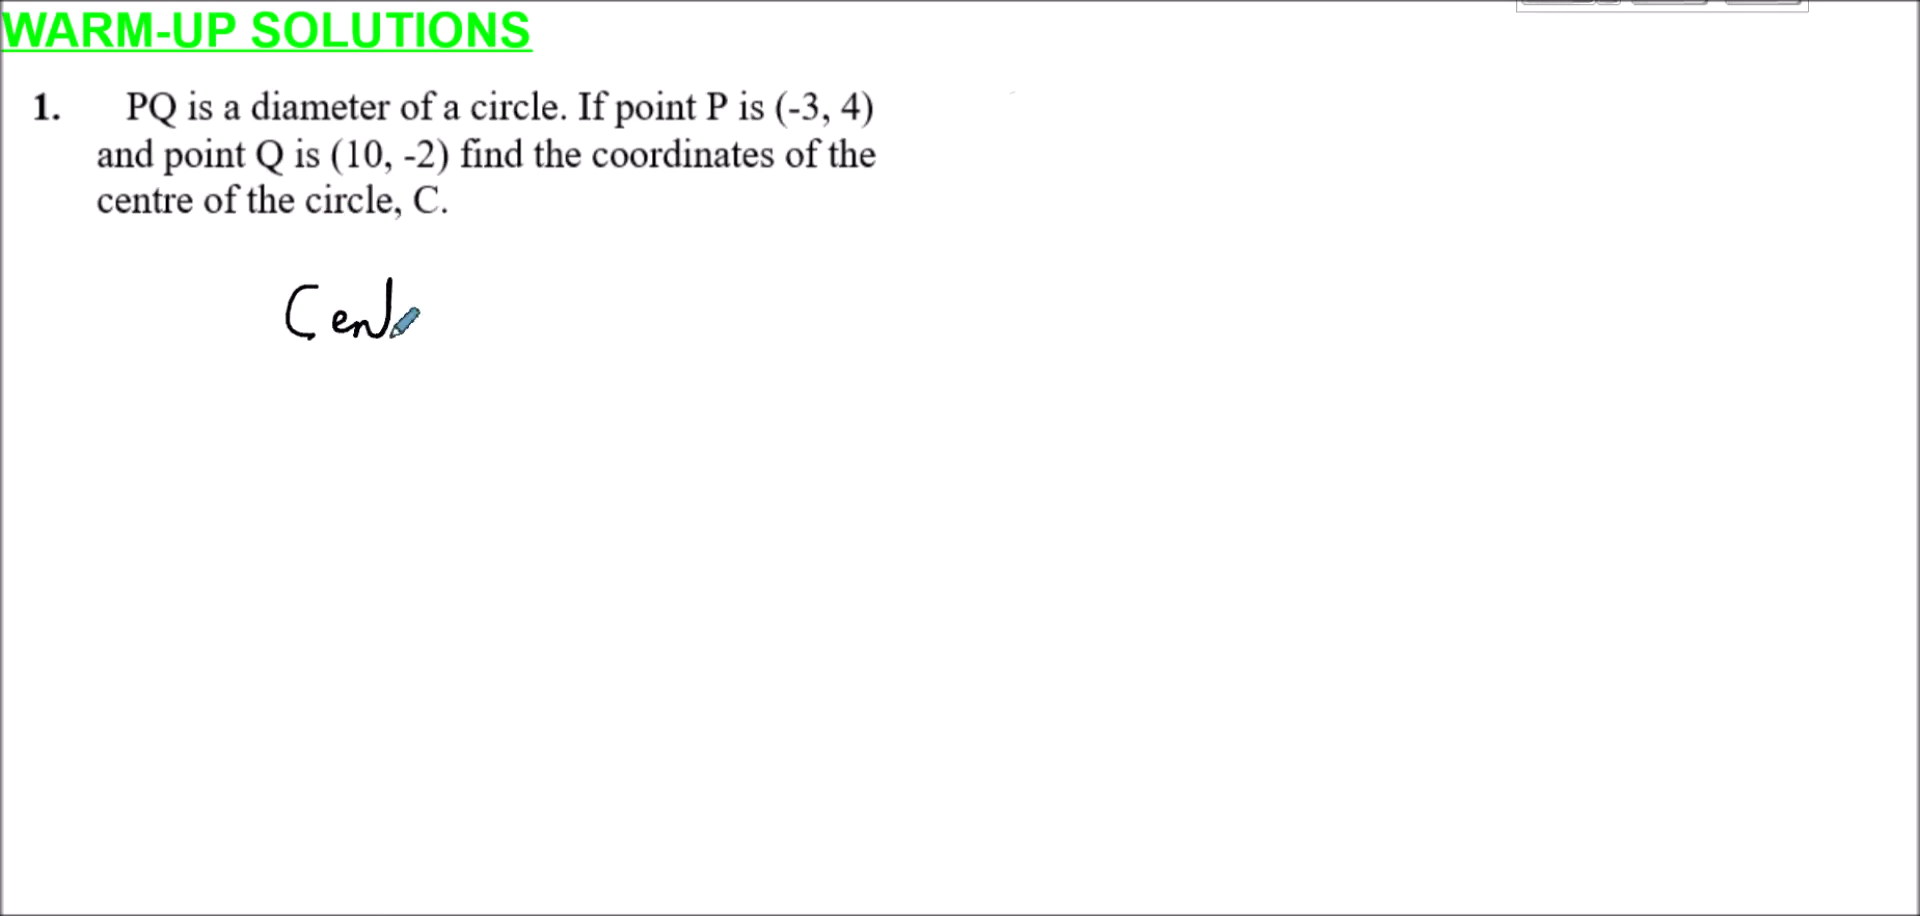 WARM-UP SOLUTIONS
1. PQ is a diameter of a circle. If point P is (-3, 4)
and point Q is (10, -2) find the coordinates of the
centre of the circle, C.
Cent